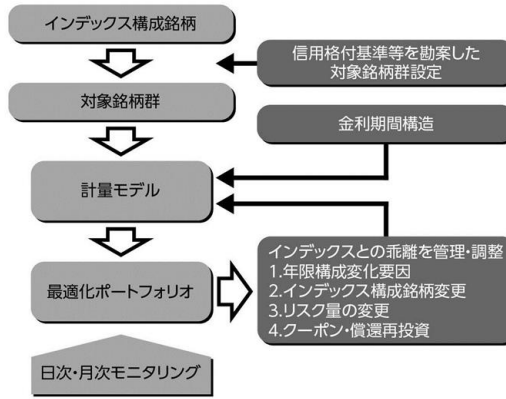 インデックス構成銘柄
信用格付基準等を勘案した
対象銘柄群設定
対象銘柄群
金利期間構造
計量モデル
インデックスとの乖離を管理・調整
1.年限構成変化要因
2.インデックス構成銘柄変更
3.リスク量の変更
4.クーポン・償還再投資
最適化ポートフォリオ
日次・月次モニタリング